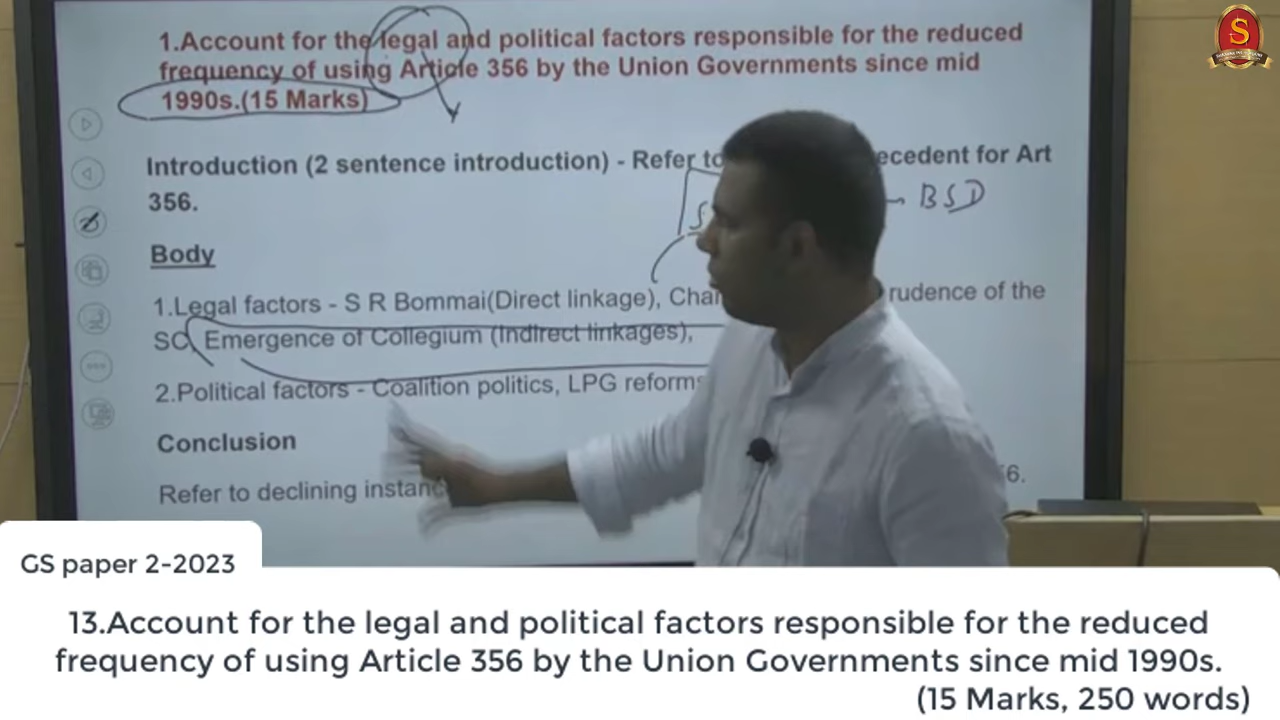 1.Account for the legal and political factors responsible for the reduced
frequency of using Article 356 by the Union Governments since mid
1990s.(15 Marks)
Introduction (2 sentence introduction) - Refer to
ecedent for Art
356.
BSD
Body
1.Legal factors - S R Bommai(Direct linkage), Cha
rudence of the
SC, Emergence of Collegium (Indirect linkages),
2.Political factors - Coalition politics, LPG reforms
Conclusion
Refer to declining instanc
6.
S
GS paper 2-2023
13.Account for the legal and political factors responsible for the reduced
frequency of using Article 356 by the Union Governments since mid 1990s.
(15 Marks, 250 words)